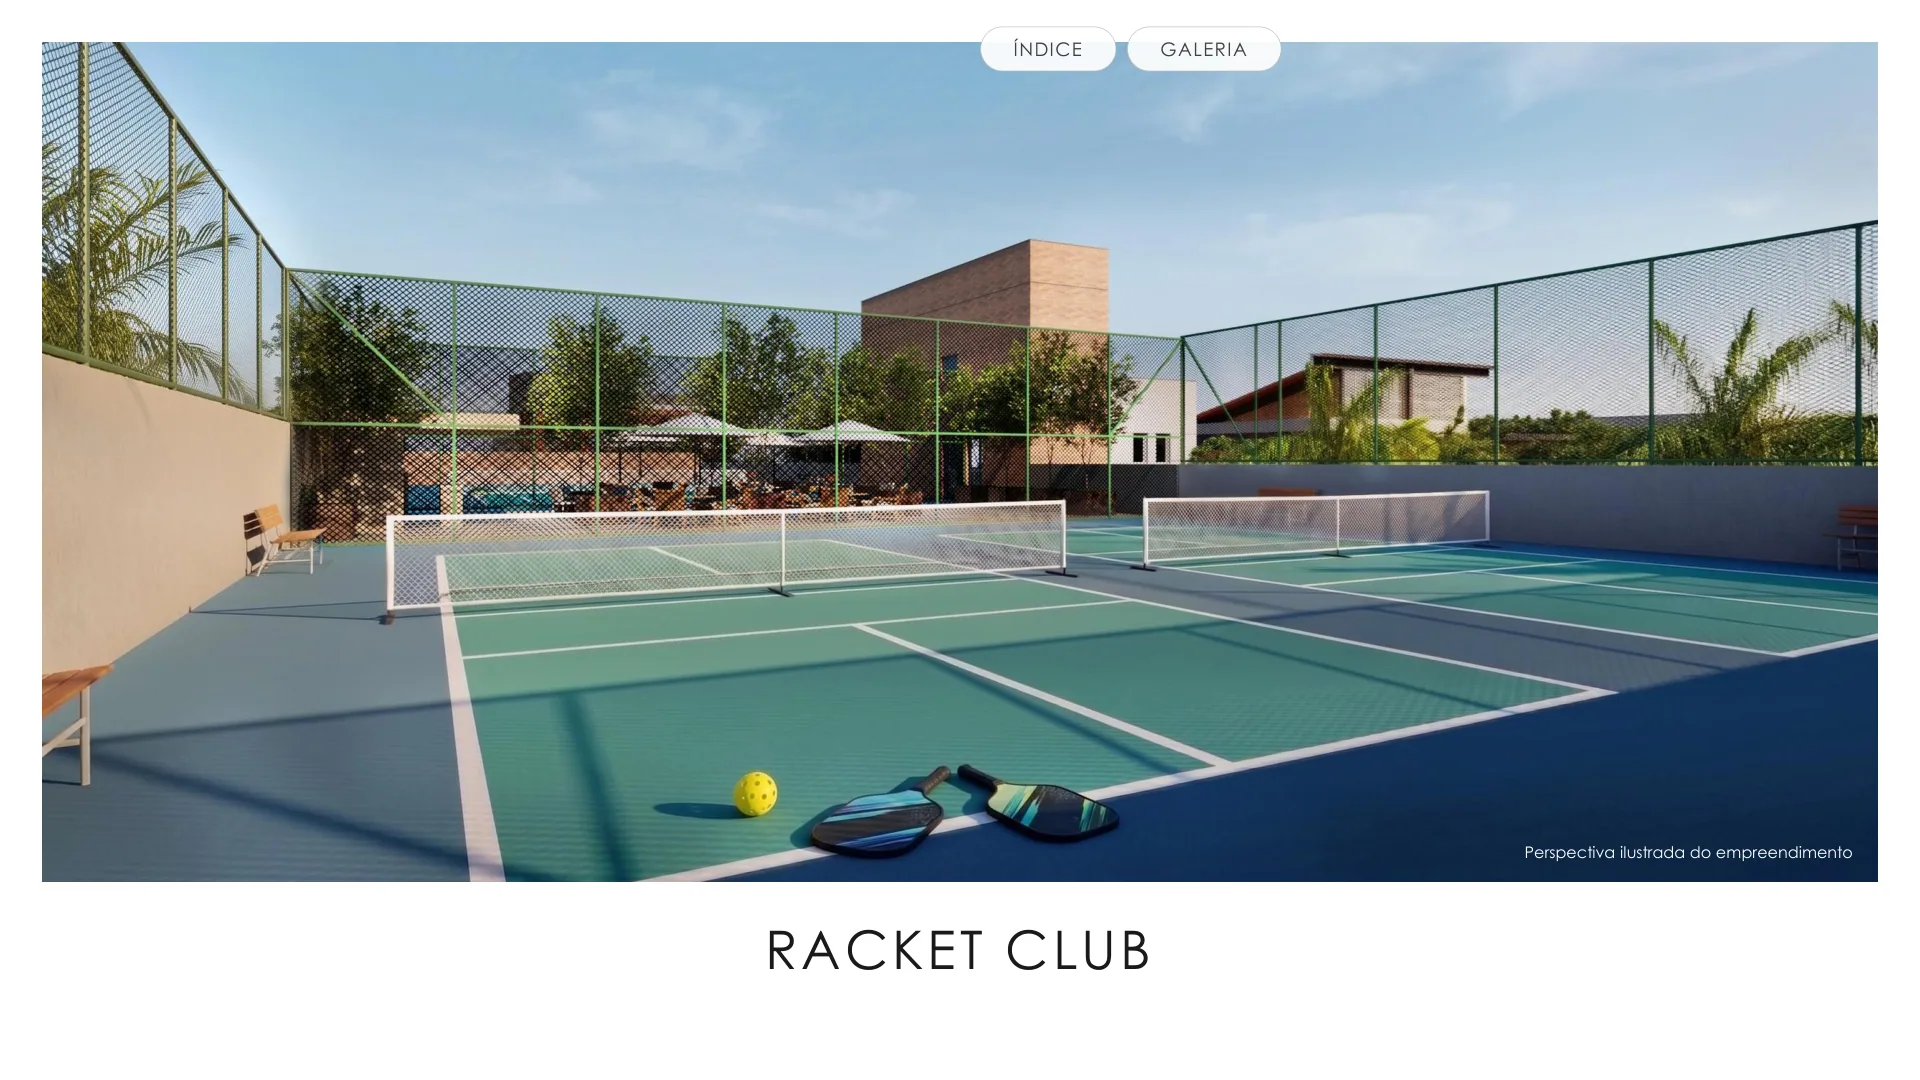 ÍNDICE GALERIA
Perspectiva ilustrada do empreendimento
RACKET CLUB